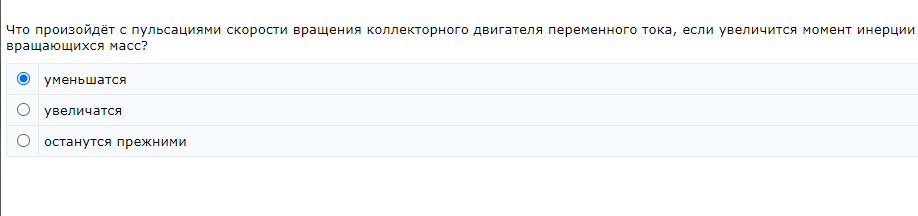 Что произойдёт с пульсациями скорости вращения коллекторного двигателя переменного тока, если увеличится момент инерции
вращающихся масс?
уменьшатся
увеличатся
останутся прежними